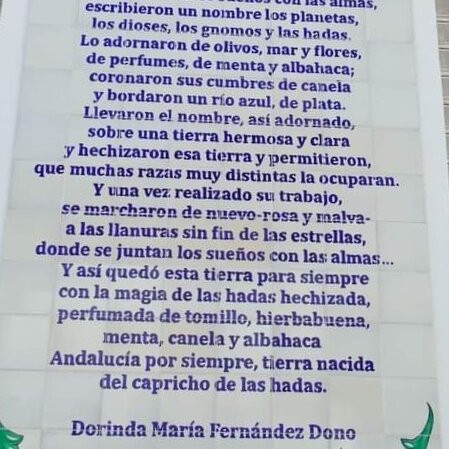 sueños con las almas,
escribieron un nombre los planetas,
los dioses, los gnomos y las hadas.
Lo adornaron de olivos, mar y flores,
de perfumes, de menta y albahaca;
coronaron sus cumbres de canela
y bordaron un río azul, de plata.
Llevaron el nombre, así adornado,
sobre una tierra hermosa y clara
y hechizaron esa tierra y permitieron,
que muchas razas muy distintas la ocuparan.
Y una vez realizado su trabajo,
se marcharon de nuevo-rosa y malva-
a las llanuras sin fin de las estrellas,
donde se juntan los sueños con las almas...
Y así quedó esta tierra para siempre
con la magia de las hadas hechizada,
perfumada de tomillo, hierbabuena,
menta, canela y albahaca
Andalucía por siempre, tierra nacida
del capricho de las hadas.
Dorinda María Fernández Dono